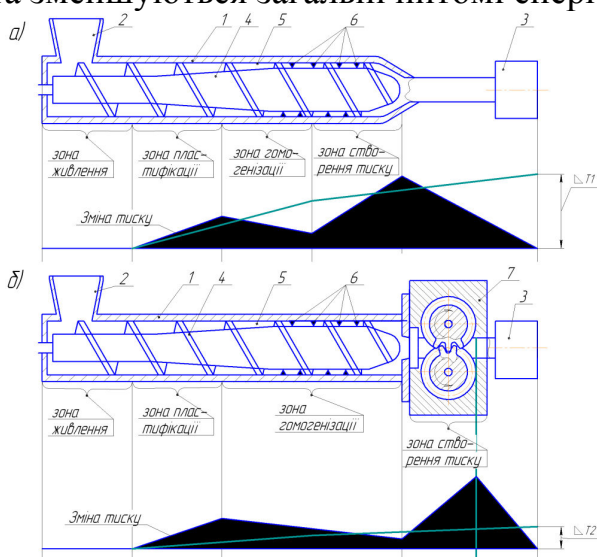 та зменшуються загальні питомі енергі
а)
2
1
4
5
6
3
зона
живлення
зона плас-
тифікації
зона гомо-
генізації
зона ство-
рення тиску
Зміна тиску
△T1
б)
2
1
4
5
6
7
3
зона
живлення
зона плас-
тифікації
зона
гомогенізації
зона ство-
рення тиску
Зміна тиску
△T2